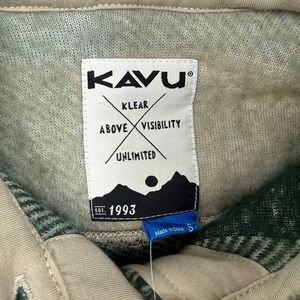 KAVU
KLEAR
ABOVE VISIBILITY
UNLIMITED
EST. 1993
Made in China S